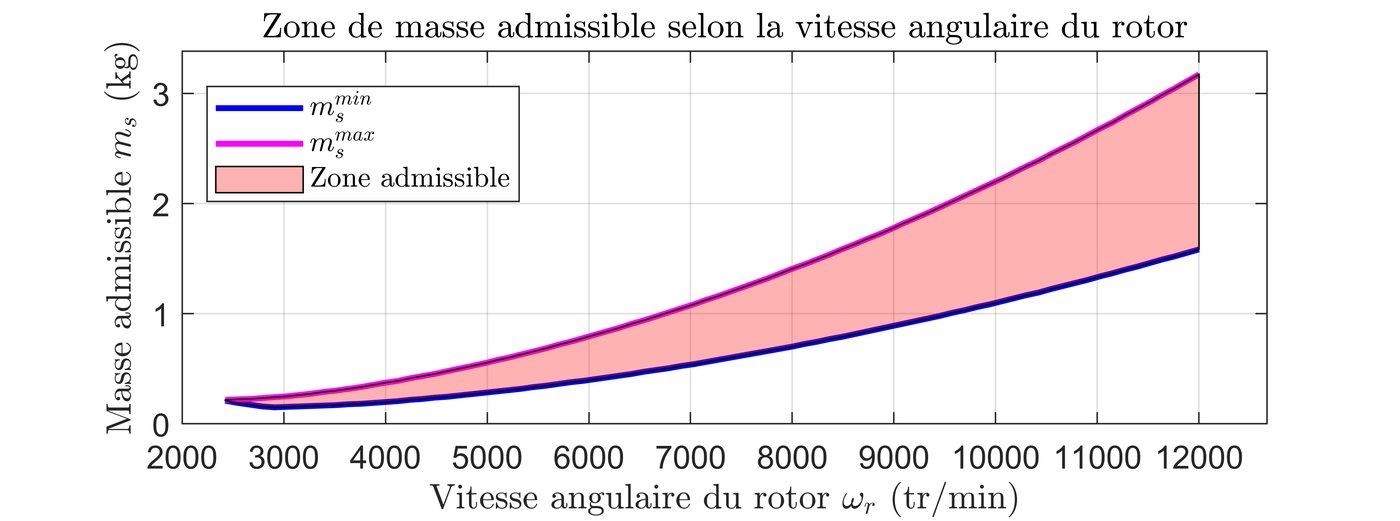 Zone de masse admissible selon la vitesse angulaire du rotor
Masse admissible m_s (kg)
3
2
1
0
m_s^{min}
m_s^{max}
Zone admissible
2000 3000 4000 5000 6000 7000 8000 9000 10000 11000 12000
Vitesse angulaire du rotor ω_r (tr/min)